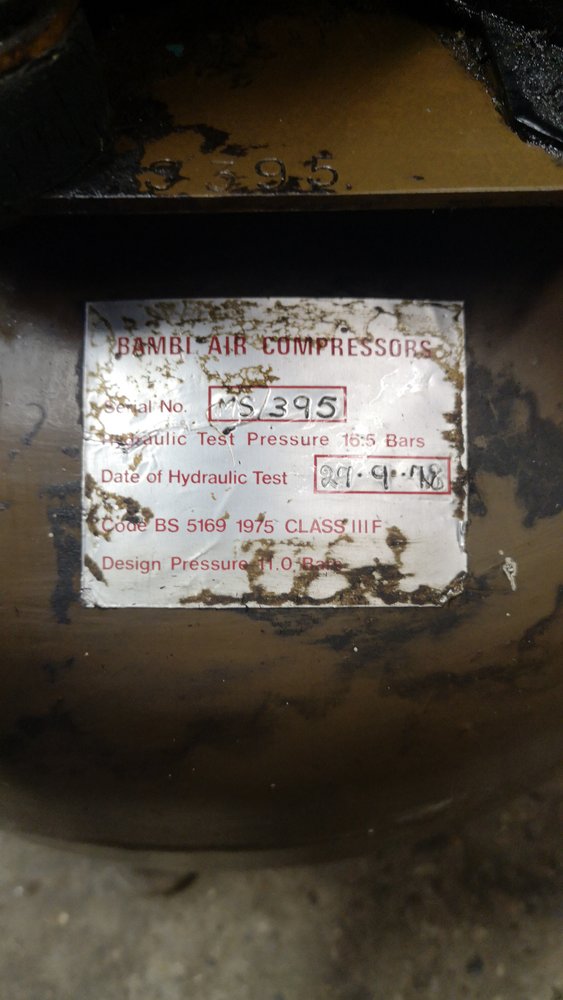 395
BAMBI AIR COMPRESSORS
Serial No. MS/395
Hydraulic Test Pressure 16.5 Bars
Date of Hydraulic Test 29.9.78
Code BS 5169 1975 CLASS III F
Design Pressure 11.0 Bars